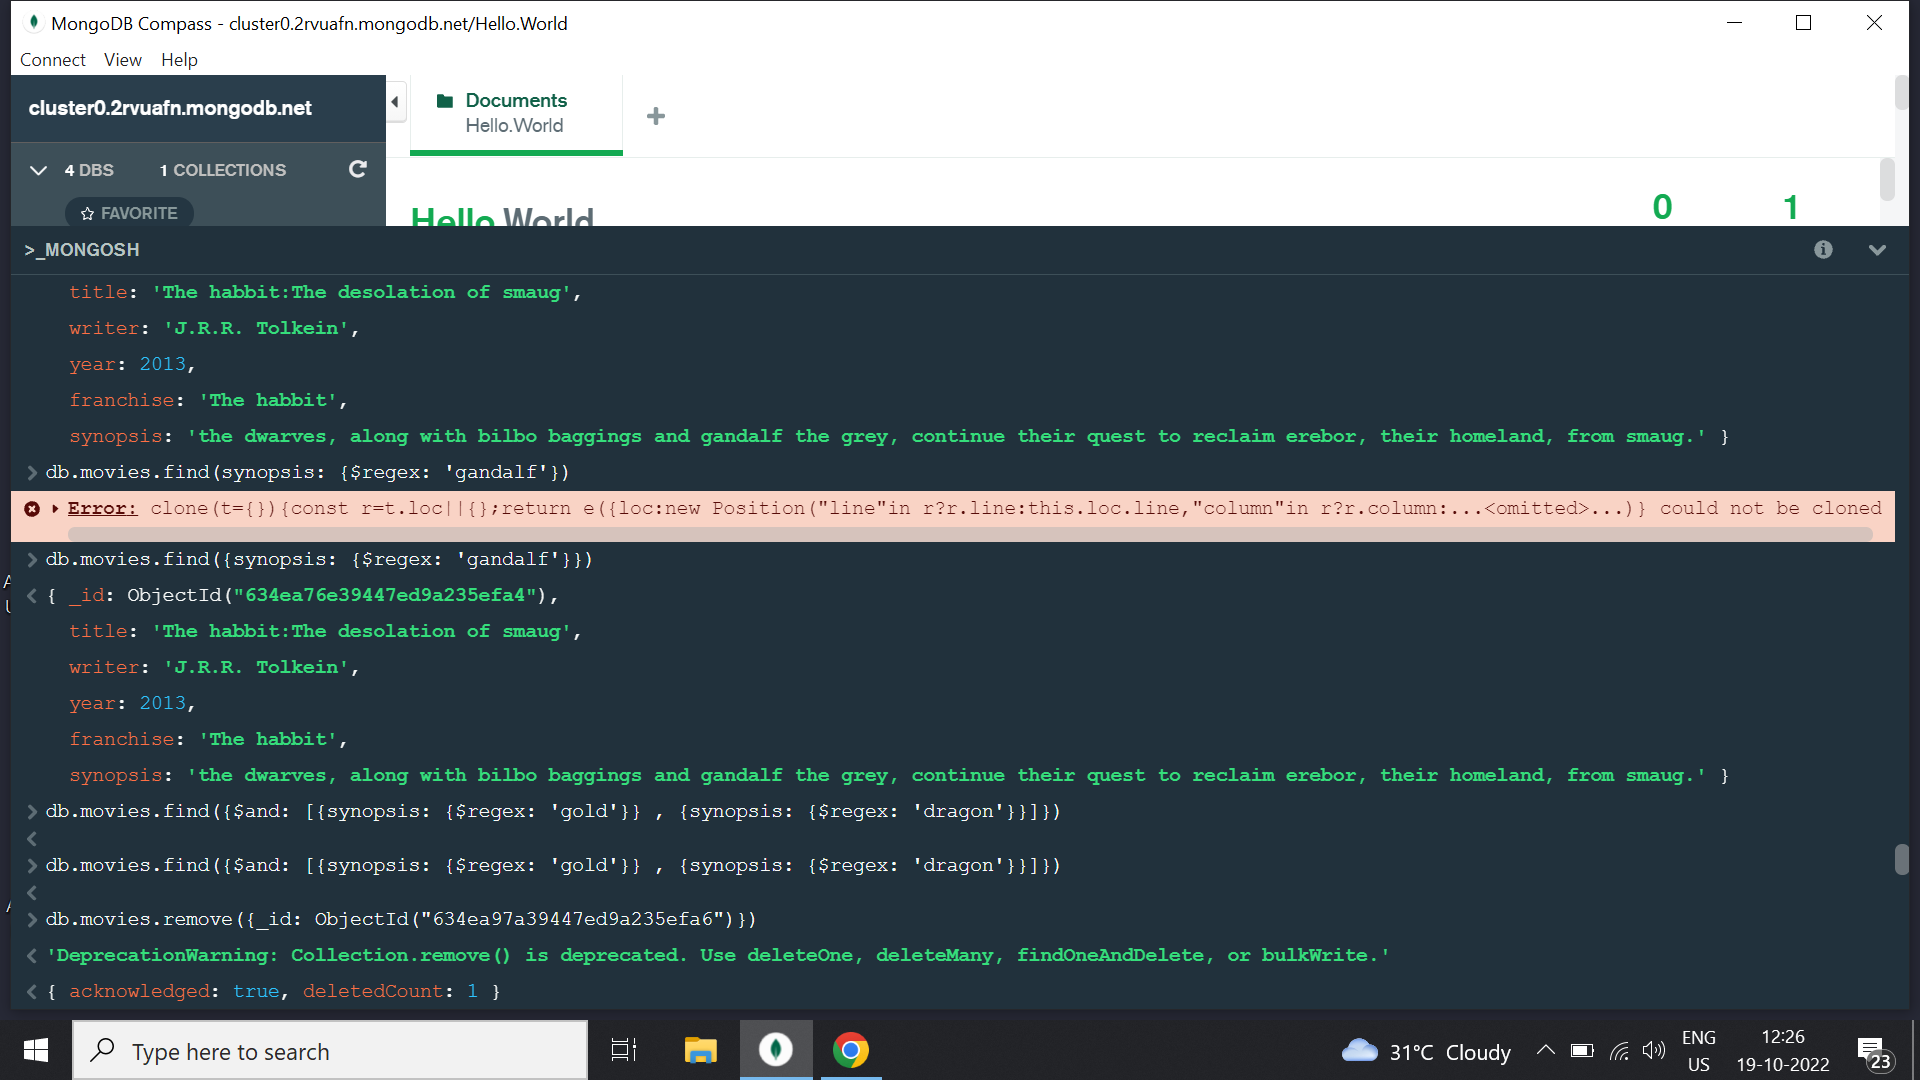 MongoDB Compass - cluster0.2rvuafn.mongodb.net/Hello.World
Connect View Help
cluster0.2rvuafn.mongodb.net
Documents
Hello.World
4 DBS 1 COLLECTIONS
FAVORITE
Hello.World
0 1
>_MONGOSH
title: 'The habbit:The desolation of smaug',
writer: 'J.R.R. Tolkein',
year: 2013,
franchise: 'The habbit',
synopsis: 'the dwarves, along with bilbo baggings and gandalf the grey, continue their quest to reclaim erebor, their homeland, from smaug.' }
> db.movies.find(synopsis: {$regex: 'gandalf'})
Error: clone(t={}){const r=t.loc||{};return e({loc:new Position("line"in r?r.line:this.loc.line,"column"in r?r.column:...<omitted>...)} could not be cloned
> db.movies.find({synopsis: {$regex: 'gandalf'}})
< { _id: ObjectId("634ea76e39447ed9a235efa4"),
title: 'The habbit:The desolation of smaug',
writer: 'J.R.R. Tolkein',
year: 2013,
franchise: 'The habbit',
synopsis: 'the dwarves, along with bilbo baggings and gandalf the grey, continue their quest to reclaim erebor, their homeland, from smaug.' }
> db.movies.find({$and: [{synopsis: {$regex: 'gold'}} , {synopsis: {$regex: 'dragon'}}]})
<
> db.movies.find({$and: [{synopsis: {$regex: 'gold'}} , {synopsis: {$regex: 'dragon'}}]})
<
> db.movies.remove({_id: ObjectId("634ea97a39447ed9a235efa6")})
< 'DeprecationWarning: Collection.remove() is deprecated. Use deleteOne, deleteMany, findOneAndDelete, or bulkWrite.'
< { acknowledged: true, deletedCount: 1 }
Type here to search
31°C Cloudy
ENG
US
12:26
19-10-2022
23